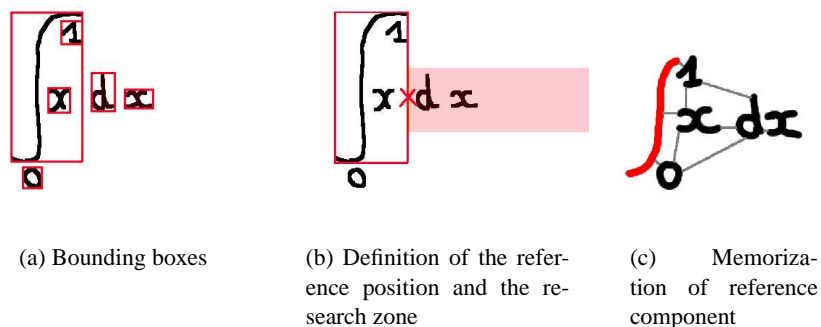 1
x d x
0
1
x d x
0
1
x dx
0
(a) Bounding boxes
(b) Definition of the refer-
ence position and the re-
search zone
(c) Memoriza-
tion of reference
component